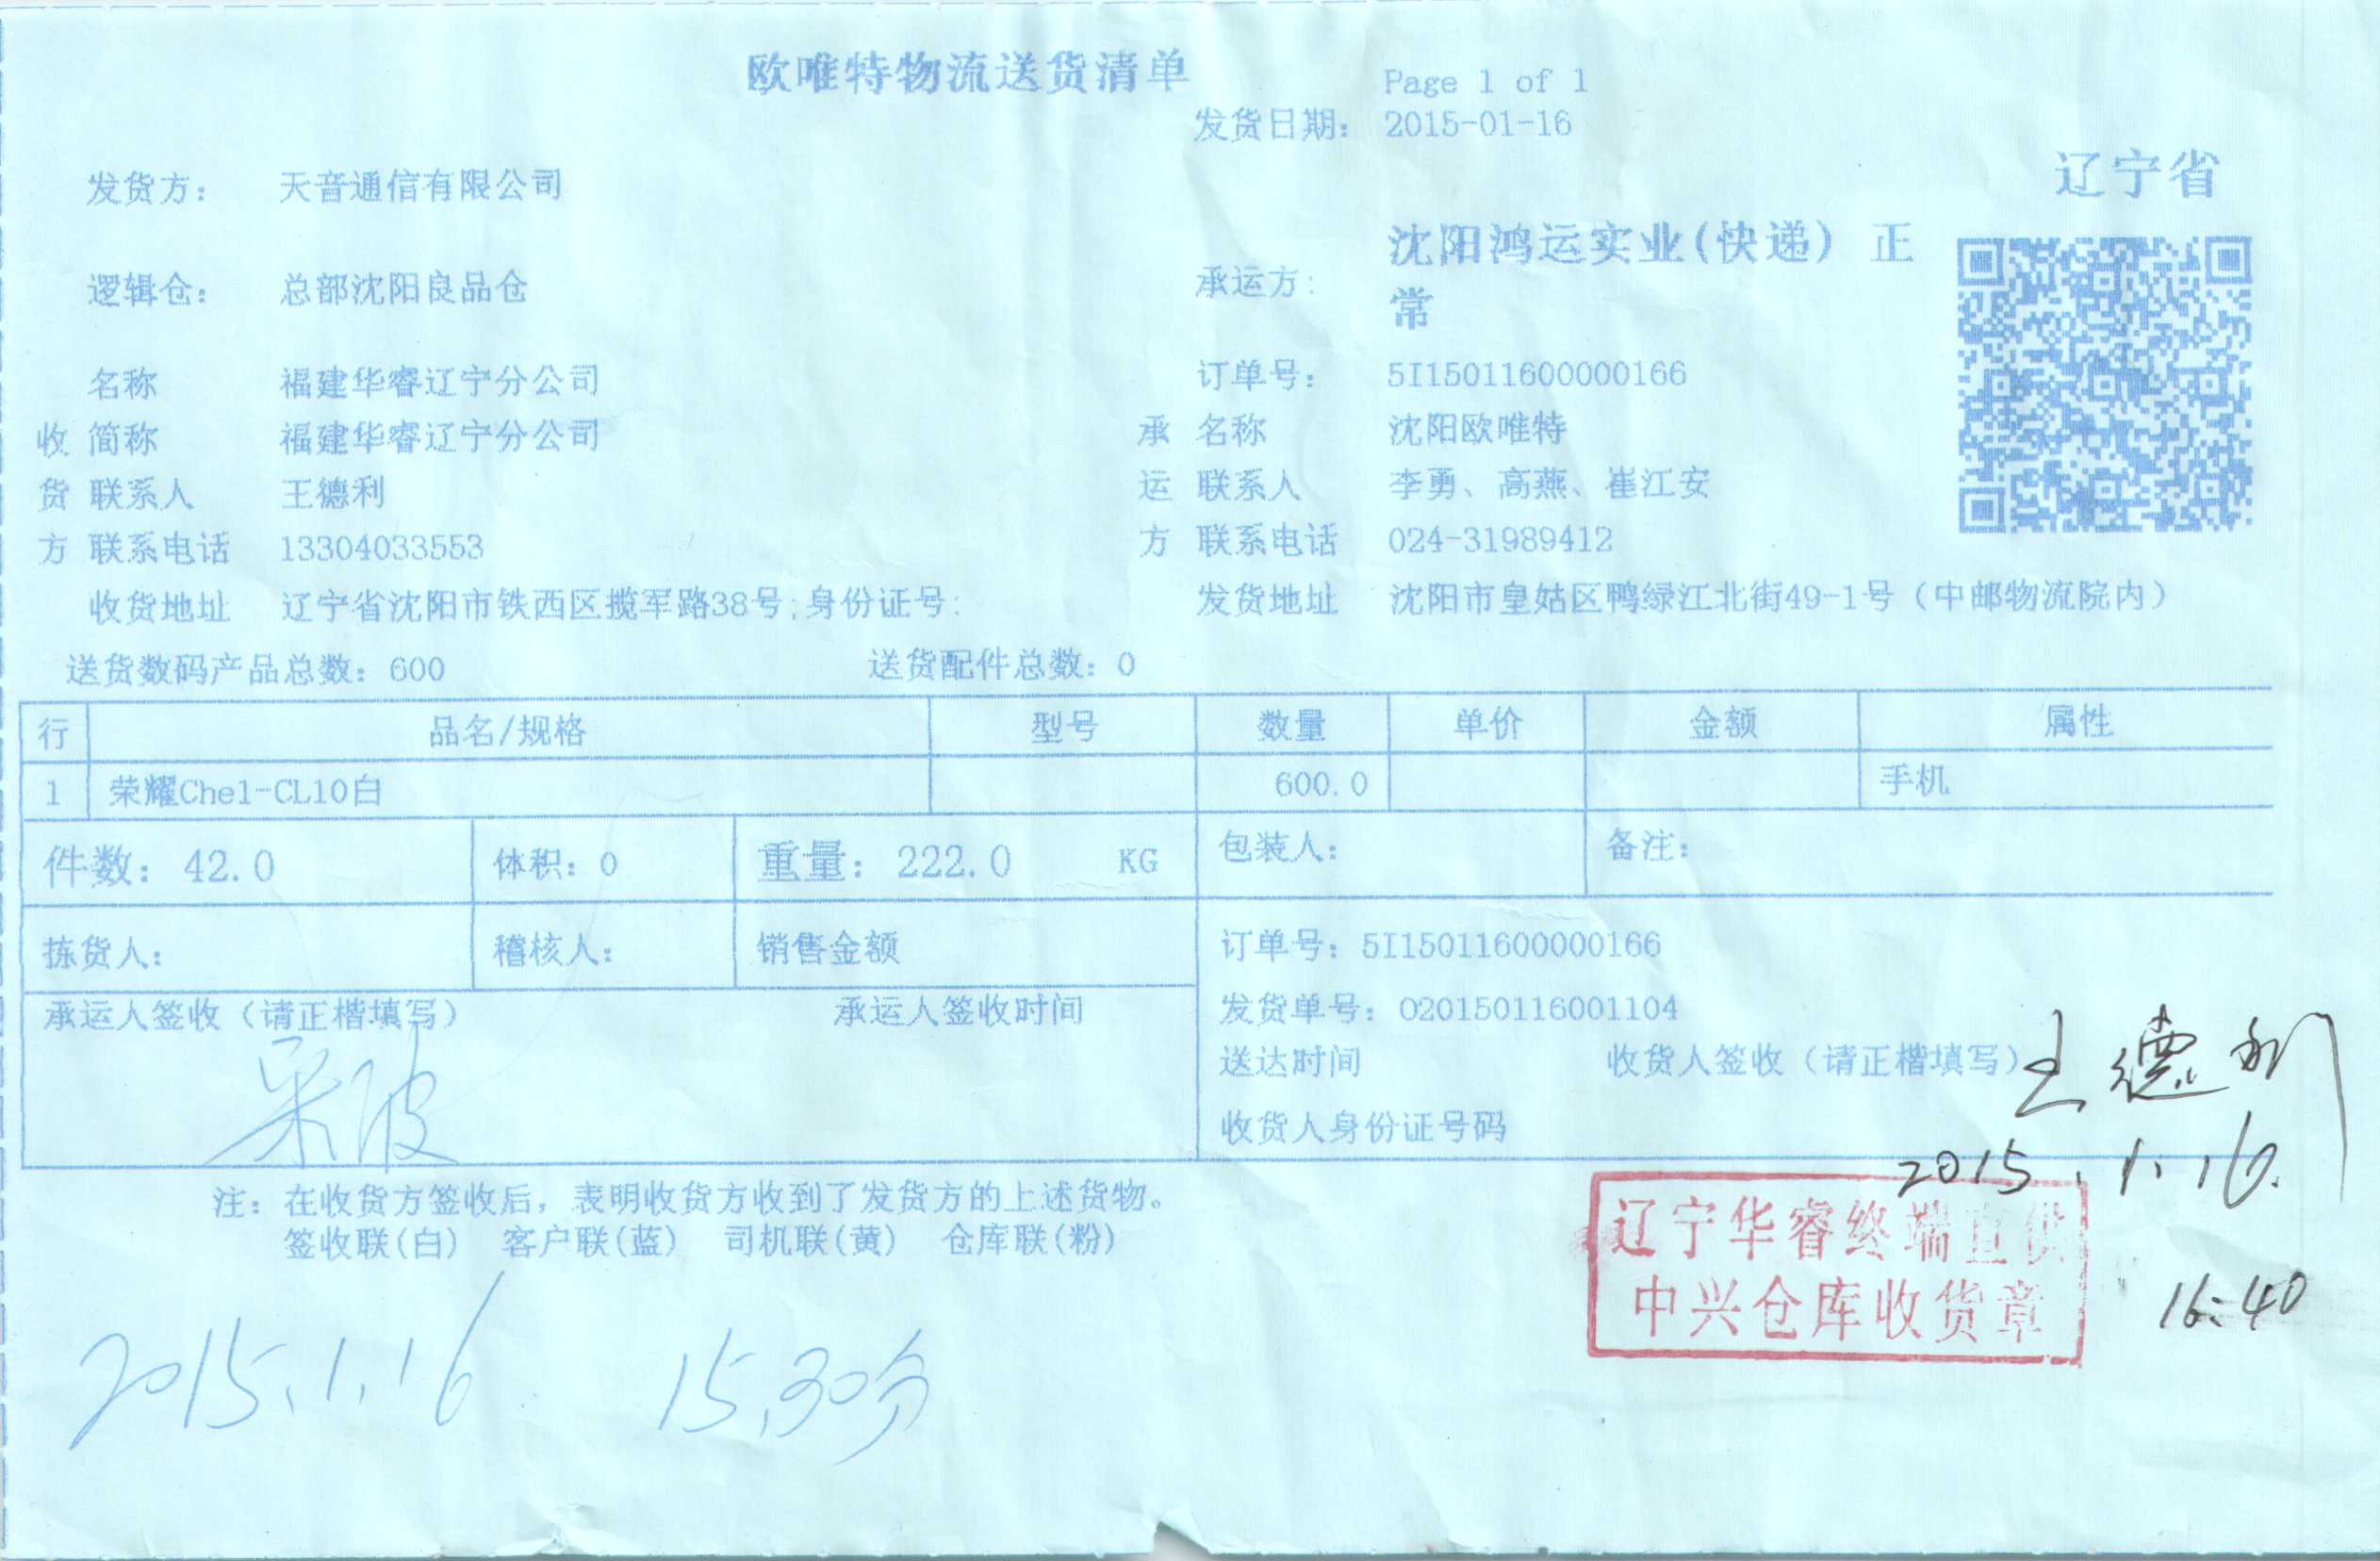 欧唯特物流送货清单
Page 1 of 1
发货日期: 2015-01-16
辽宁省
发货方: 天音通信有限公司
承运方: 沈阳鸿运实业(快递) 正常
逻辑仓: 总部沈阳良品仓
名称 福建华睿辽宁分公司 订单号: 5I15011600000166
收 简称 福建华睿辽宁分公司 承 名称 沈阳欧唯特
货 联系人 王德利 运 联系人 李勇、高燕、崔江安
方 联系电话 13304033553 方 联系电话 024-31989412
收货地址 辽宁省沈阳市铁西区揽军路38号;身份证号: 发货地址 沈阳市皇姑区鸭绿江北街49-1号（中邮物流院内）
送货数码产品总数: 600 送货配件总数: 0
行 品名/规格 型号 数量 单价 金额 属性
1 荣耀Che1-CL10白 600.0 手机
件数: 42.0 体积: 0 重量: 222.0 KG 包装人: 备注:
拣货人: 稽核人: 销售金额 订单号: 5I15011600000166
承运人签收（请正楷填写） 承运人签收时间 发货单号: O20150116001104
送达时间 收货人签收（请正楷填写） 王德利
收货人身份证号码
2015.1.16.
注: 在收货方签收后, 表明收货方收到了发货方的上述货物。
签收联(白) 客户联(蓝) 司机联(黄) 仓库联(粉)
辽宁华睿终端直供
中兴仓库收货章
16:40
2015.1.16 15.30分